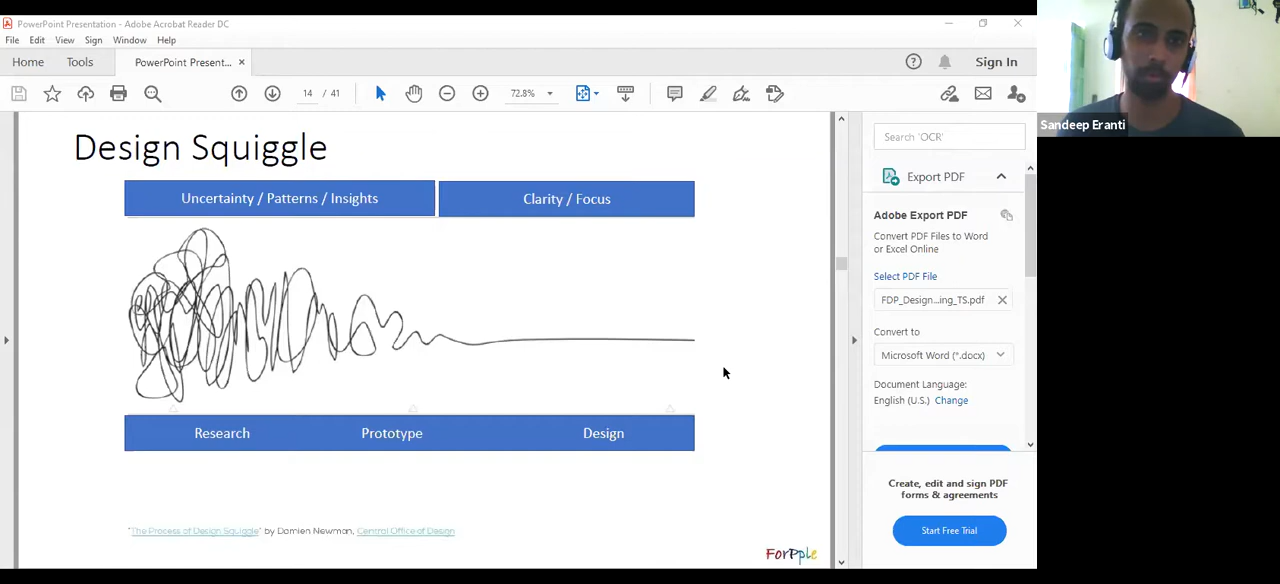 PowerPoint Presentation - Adobe Acrobat Reader DC
File Edit View Sign Window Help
Home Tools PowerPoint Present... × Sign In
14 / 41 72.8%
Sandeep Eranti
Design Squiggle
Uncertainty / Patterns / Insights Clarity / Focus
Research Prototype Design
"The Process of Design Squiggle" by Damien Newman, Central Office of Design
ForPple
Search 'OCR'
Export PDF
Adobe Export PDF
Convert PDF Files to Word
or Excel Online
Select PDF File
FDP_Design...ing_TS.pdf
Convert to
Microsoft Word (*.docx)
Document Language:
English (U.S.) Change
Create, edit and sign PDF
forms & agreements
Start Free Trial